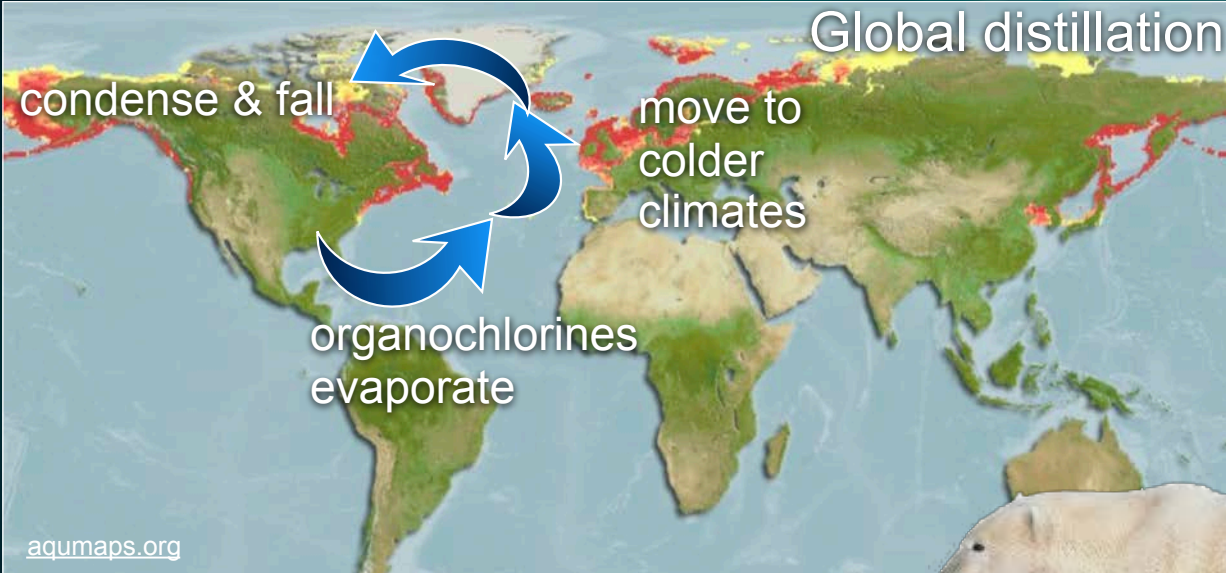 Global distillation
condense & fall
move to
colder
climates
organochlorines
evaporate
aqumaps.org